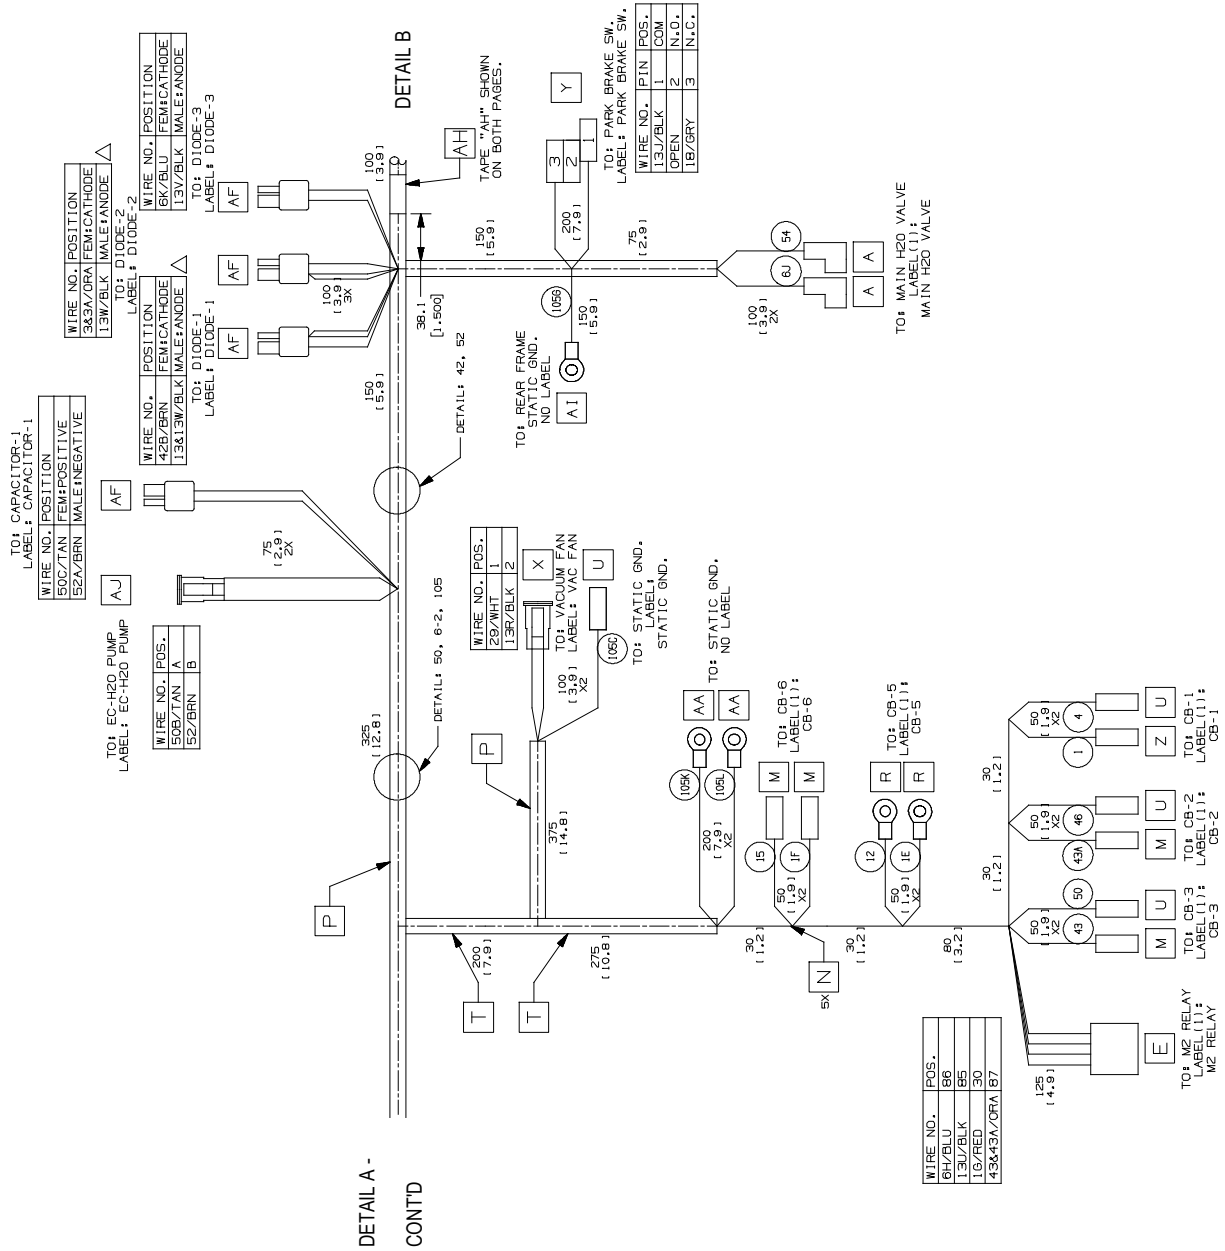 TO: CAPACITOR-1
LABEL: CAPACITOR-1
WIRE NO. POSITION
50C/TAN FEM:POSITIVE
52A/BRN MALE:NEGATIVE
AF
75
[2.9]
2X
AJ
TO: EC-H2O PUMP
LABEL: EC-H2O PUMP
WIRE NO. POS.
50B/TAN A
52/BRN B
WIRE NO. POSITION
3&3A/ORA FEM:CATHODE
13W/BLK MALE:ANODE
TO: DIODE-2
LABEL: DIODE-2
WIRE NO. POSITION
6K/BLU FEM:CATHODE
13V/BLK MALE:ANODE
TO: DIODE-3
LABEL: DIODE-3
WIRE NO. POSITION
42B/BRN FEM:CATHODE
13&13W/BLK MALE:ANODE
TO: DIODE-1
LABEL: DIODE-1
AF
AF
AF
100
[3.9]
3X
DETAIL B
100
[3.9]
AH
TAPE "AH" SHOWN
ON BOTH PAGES.
38.1
[1.500]
150
[5.9]
150
[5.9]
DETAIL: 42, 52
3
2
1
Y
200
[7.9]
TO: PARK BRAKE SW.
LABEL: PARK BRAKE SW.
WIRE NO. PIN POS.
13J/BLK 1 COM
OPEN 2 N.O.
18/GRY 3 N.C.
105G
150
[5.9]
TO: REAR FRAME
STATIC GND.
NO LABEL
AI
75
[2.9]
54
6J
100
[3.9]
2X
A
A
TO: MAIN H2O VALVE
LABEL(1):
MAIN H2O VALVE
325
[12.8]
DETAIL: 50, 6-2, 105
P
P
WIRE NO. POS.
29/WHT 1
13R/BLK 2
X
TO: VACUUM FAN
LABEL: VAC FAN
U
100
[3.9]
X2
105C
TO: STATIC GND.
LABEL:
STATIC GND.
375
[14.8]
200
[7.9]
T
275
[10.8]
T
105K
105L
200
[7.9]
X2
AA
AA
TO: STATIC GND.
NO LABEL
30
[1.2]
15
1F
50
[1.9]
X2
M
M
TO: CB-6
LABEL(1):
CB-6
N
5X
30
[1.2]
12
1E
50
[1.9]
X2
R
R
TO: CB-5
LABEL(1):
CB-5
80
[3.2]
30
[1.2]
30
[1.2]
50
[1.9]
X2
4
1
U
Z
TO: CB-1
LABEL(1):
CB-1
50
[1.9]
X2
46
43A
U
M
TO: CB-2
LABEL(1):
CB-2
50
[1.9]
X2
50
43
U
M
TO: CB-3
LABEL(1):
CB-3
125
[4.9]
E
TO: M2 RELAY
LABEL(1):
M2 RELAY
WIRE NO. POS.
6H/BLU 86
13U/BLK 85
1G/RED 30
43&43A/ORA 87
DETAIL A -
CONT'D